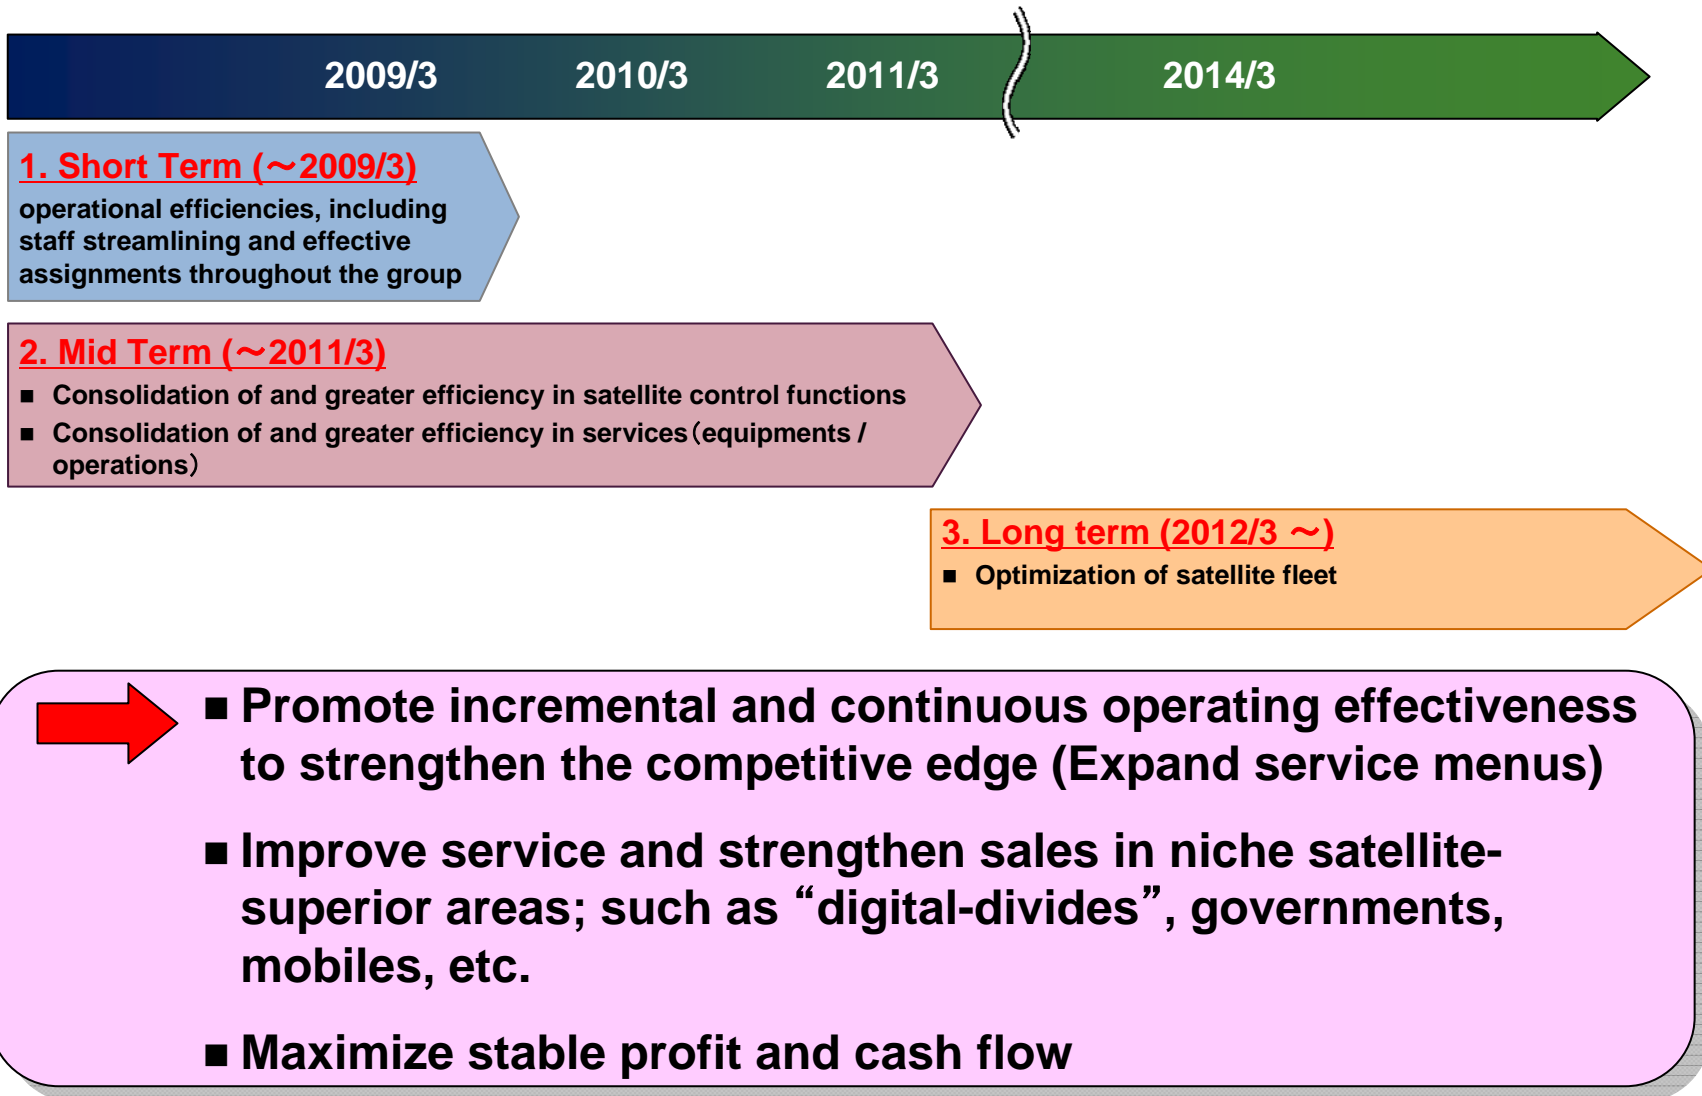 2009/3 2010/3 2011/3 2014/3
1. Short Term (～2009/3)
operational efficiencies, including
staff streamlining and effective
assignments throughout the group
2. Mid Term (～2011/3)
■ Consolidation of and greater efficiency in satellite control functions
■ Consolidation of and greater efficiency in services（equipments /
operations）
3. Long term (2012/3 ～)
■ Optimization of satellite fleet
■ Promote incremental and continuous operating effectiveness
to strengthen the competitive edge (Expand service menus)
■ Improve service and strengthen sales in niche satellite-
superior areas; such as “digital-divides”, governments,
mobiles, etc.
■ Maximize stable profit and cash flow